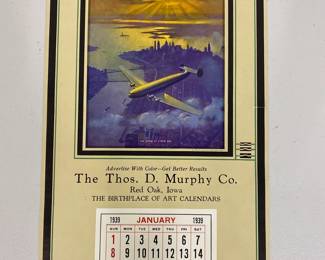 Advertise With Color—Get Better Results
The Thos. D. Murphy Co.
Red Oak, Iowa
THE BIRTHPLACE OF ART CALENDARS
1939 JANUARY 1939
SUN MON TUE WED THU FRI SAT
1 2 3 4 5 6 7
8 9 10 11 12 13 14